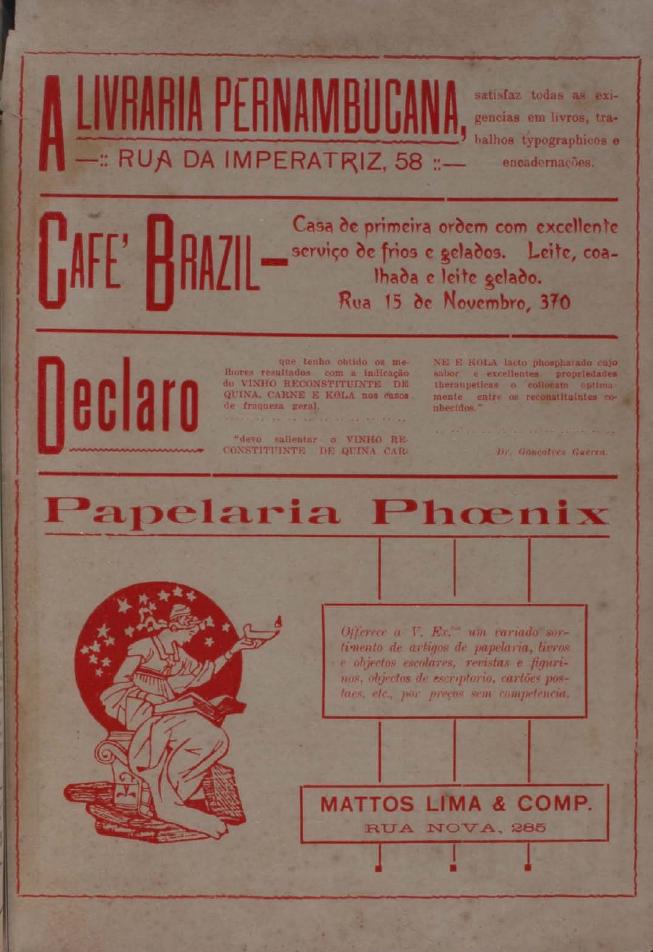 A LIVRARIA PERNAMBUCANA,
—:: RUA DA IMPERATRIZ, 58 ::—
satisfaz todas as exi-
gencias em livros, tra-
balhos typographicos e
encadernações.
CAFE' BRAZIL—
Casa de primeira ordem com excellente
serviço de frios e gelados. Leite, coa-
lhada e leite gelado.
Rua 15 de Novembro, 370
Declaro
que tenho obtido os me-
lhores resultados com a indicação
do VINHO RECONSTITUINTE DE
QUINA, CARNE E KOLA nos casos
de fraqueza geral.
"devo salientar o VINHO RE-
CONSTITUINTE DE QUINA CAR-
NE E KOLA lacto phosphatado cujo
sabor e excellentes propriedades
therapeuticas o collocam optima-
mente entre os reconstituintes co-
nhecidos."
Dr. Gonçalves Guerra.
Papelaria Phœnix
Offerece a V. Ex.cia um variado sor-
timento de artigos de papelaria, livros
e objectos escolares, revistas e figuri-
nos, objectos de escriptorio, cartões pos-
taes, etc., por preços sem competencia.
MATTOS LIMA & COMP.
RUA NOVA, 285